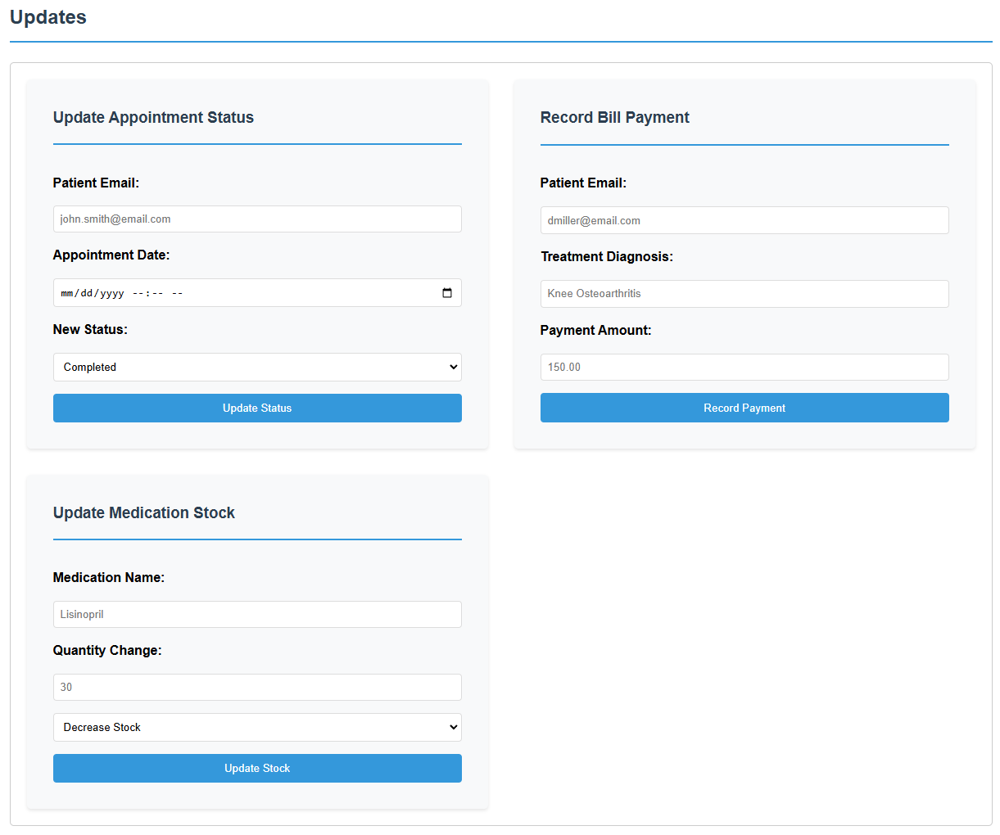 Updates
Update Appointment Status
Patient Email:
john.smith@email.com
Appointment Date:
mm/dd/yyyy --:-- --
New Status:
Completed
Update Status
Record Bill Payment
Patient Email:
dmiller@email.com
Treatment Diagnosis:
Knee Osteoarthritis
Payment Amount:
150.00
Record Payment
Update Medication Stock
Medication Name:
Lisinopril
Quantity Change:
30
Decrease Stock
Update Stock